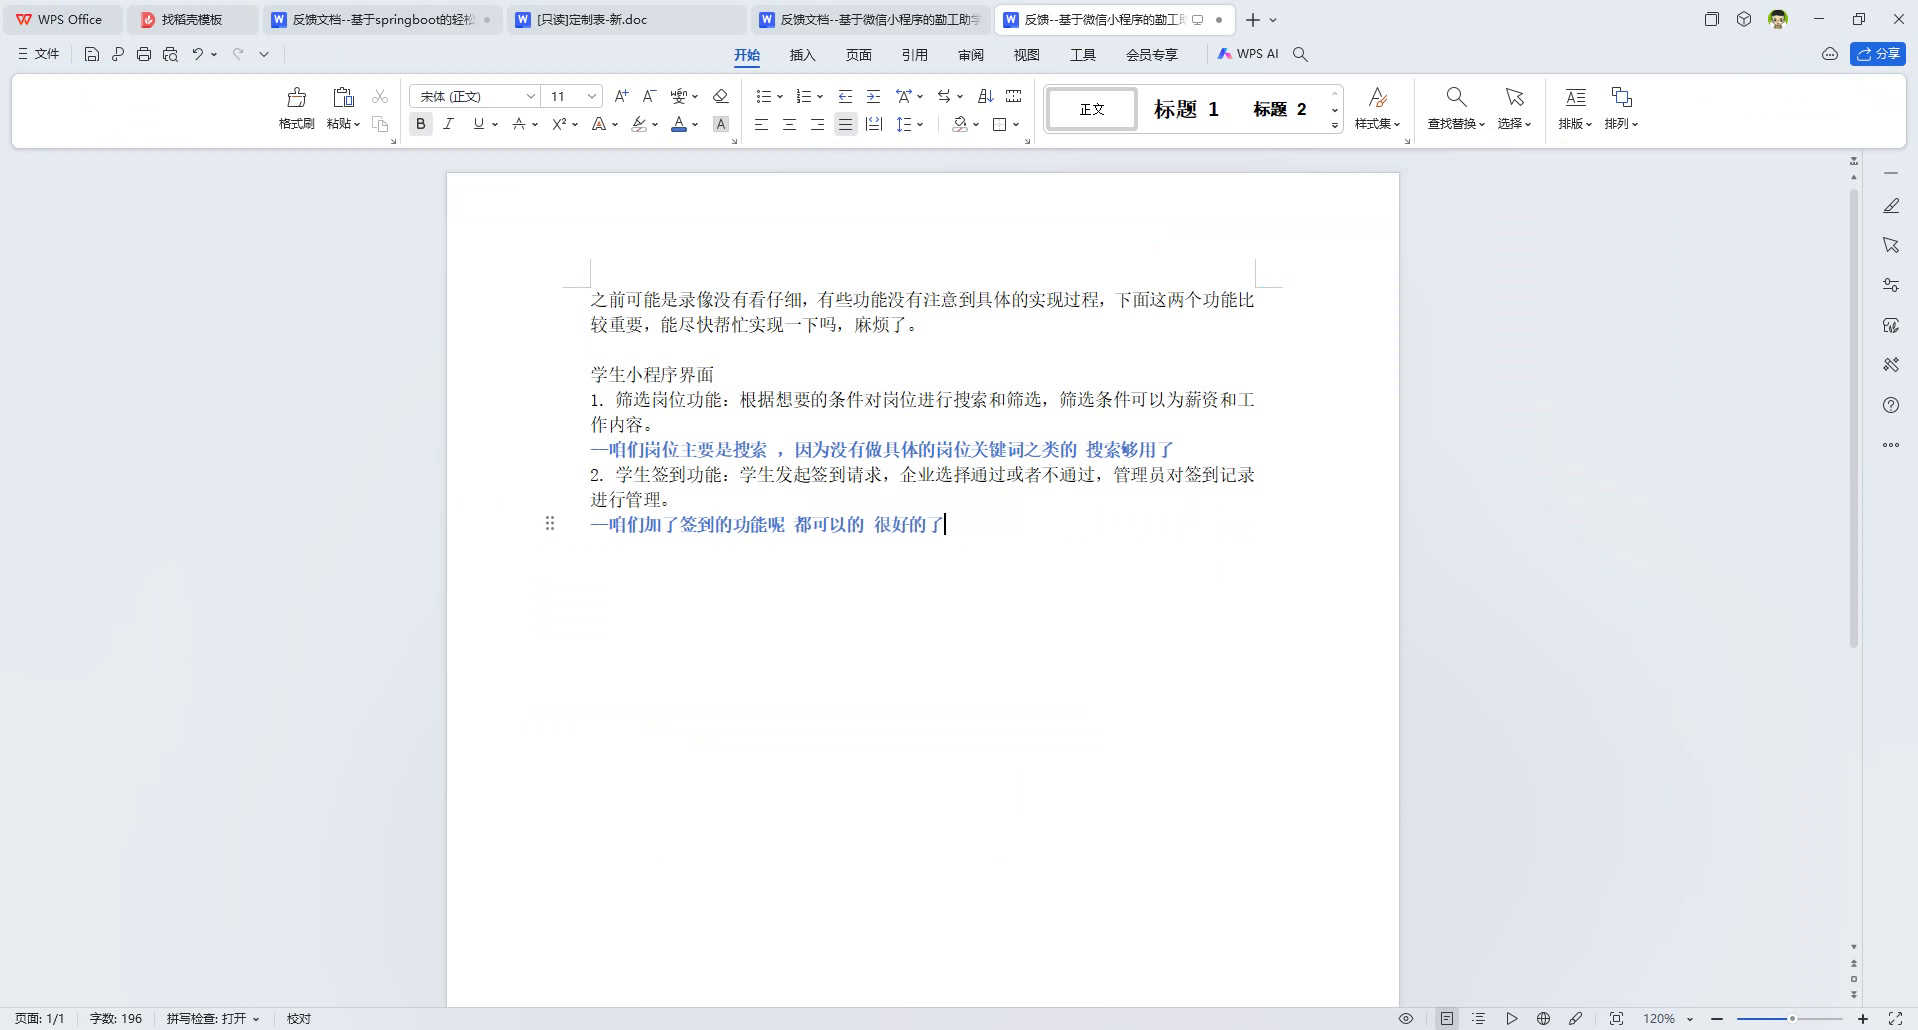 WPS Office
找稻壳模板
反馈文档--基于springboot的轻松
[只读]定制表-新.doc
反馈文档--基于微信小程序的勤工助学
反馈--基于微信小程序的勤工助
文件
开始 插入 页面 引用 审阅 视图 工具 会员专享 WPS AI
分享
格式刷 粘贴
宋体 (正文) 11
正文 标题 1 标题 2
样式集 查找替换 选择 排版 排列
之前可能是录像没有看仔细，有些功能没有注意到具体的实现过程，下面这两个功能比
较重要，能尽快帮忙实现一下吗，麻烦了。
学生小程序界面
1. 筛选岗位功能：根据想要的条件对岗位进行搜索和筛选，筛选条件可以为薪资和工
作内容。
--咱们岗位主要是搜索 ，因为没有做具体的岗位关键词之类的 搜索够用了
2. 学生签到功能：学生发起签到请求，企业选择通过或者不通过，管理员对签到记录
进行管理。
--咱们加了签到的功能呢 都可以的 很好的了
页面: 1/1 字数: 196 拼写检查: 打开 校对 120%